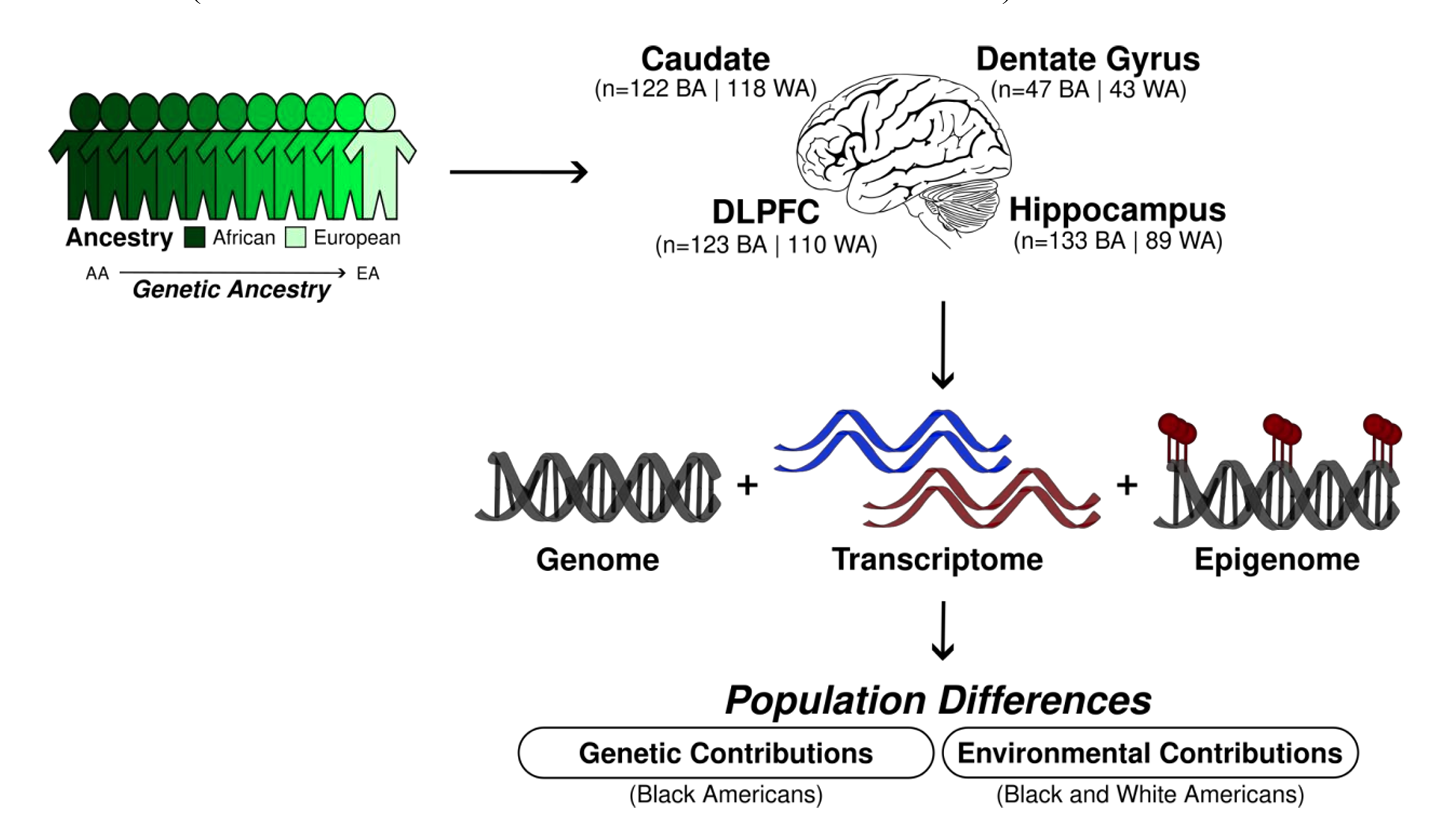 Caudate
(n=122 BA | 118 WA)
Dentate Gyrus
(n=47 BA | 43 WA)
DLPFC
(n=123 BA | 110 WA)
Hippocampus
(n=133 BA | 89 WA)
Ancestry African European
AA EA
Genetic Ancestry
+
+
Genome
Transcriptome
Epigenome
Population Differences
Genetic Contributions
Environmental Contributions
(Black Americans)
(Black and White Americans)